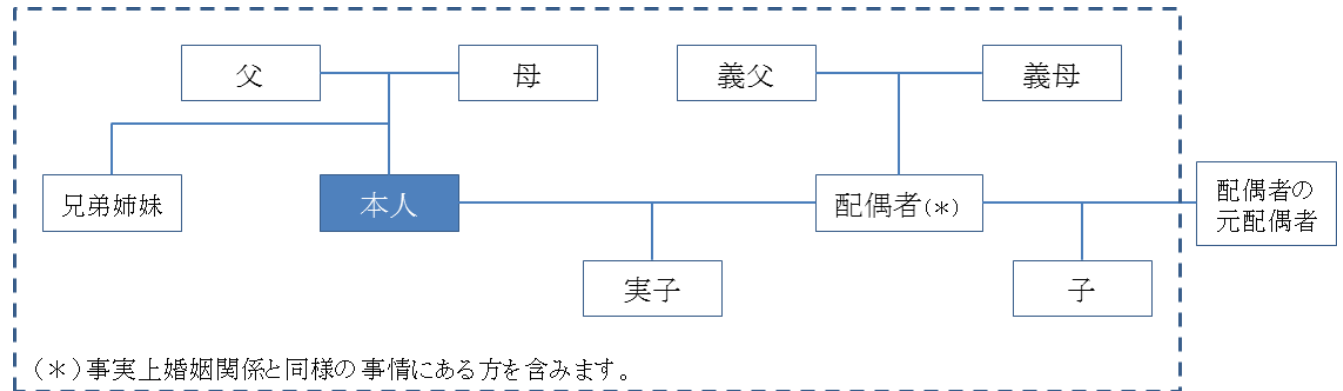 父
母
義父
義母
兄弟姉妹
本人
配偶者(*)
配偶者の
元配偶者
実子
子
(*)事実上婚姻関係と同様の事情にある方を含みます。